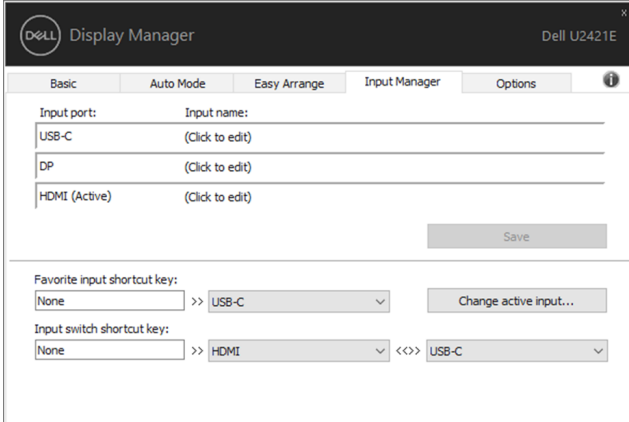 DELL Display Manager Dell U2421E
Basic Auto Mode Easy Arrange Input Manager Options
Input port: Input name:
USB-C (Click to edit)
DP (Click to edit)
HDMI (Active) (Click to edit)
Save
Favorite input shortcut key:
None >> USB-C Change active input...
Input switch shortcut key:
None >> HDMI <<>> USB-C